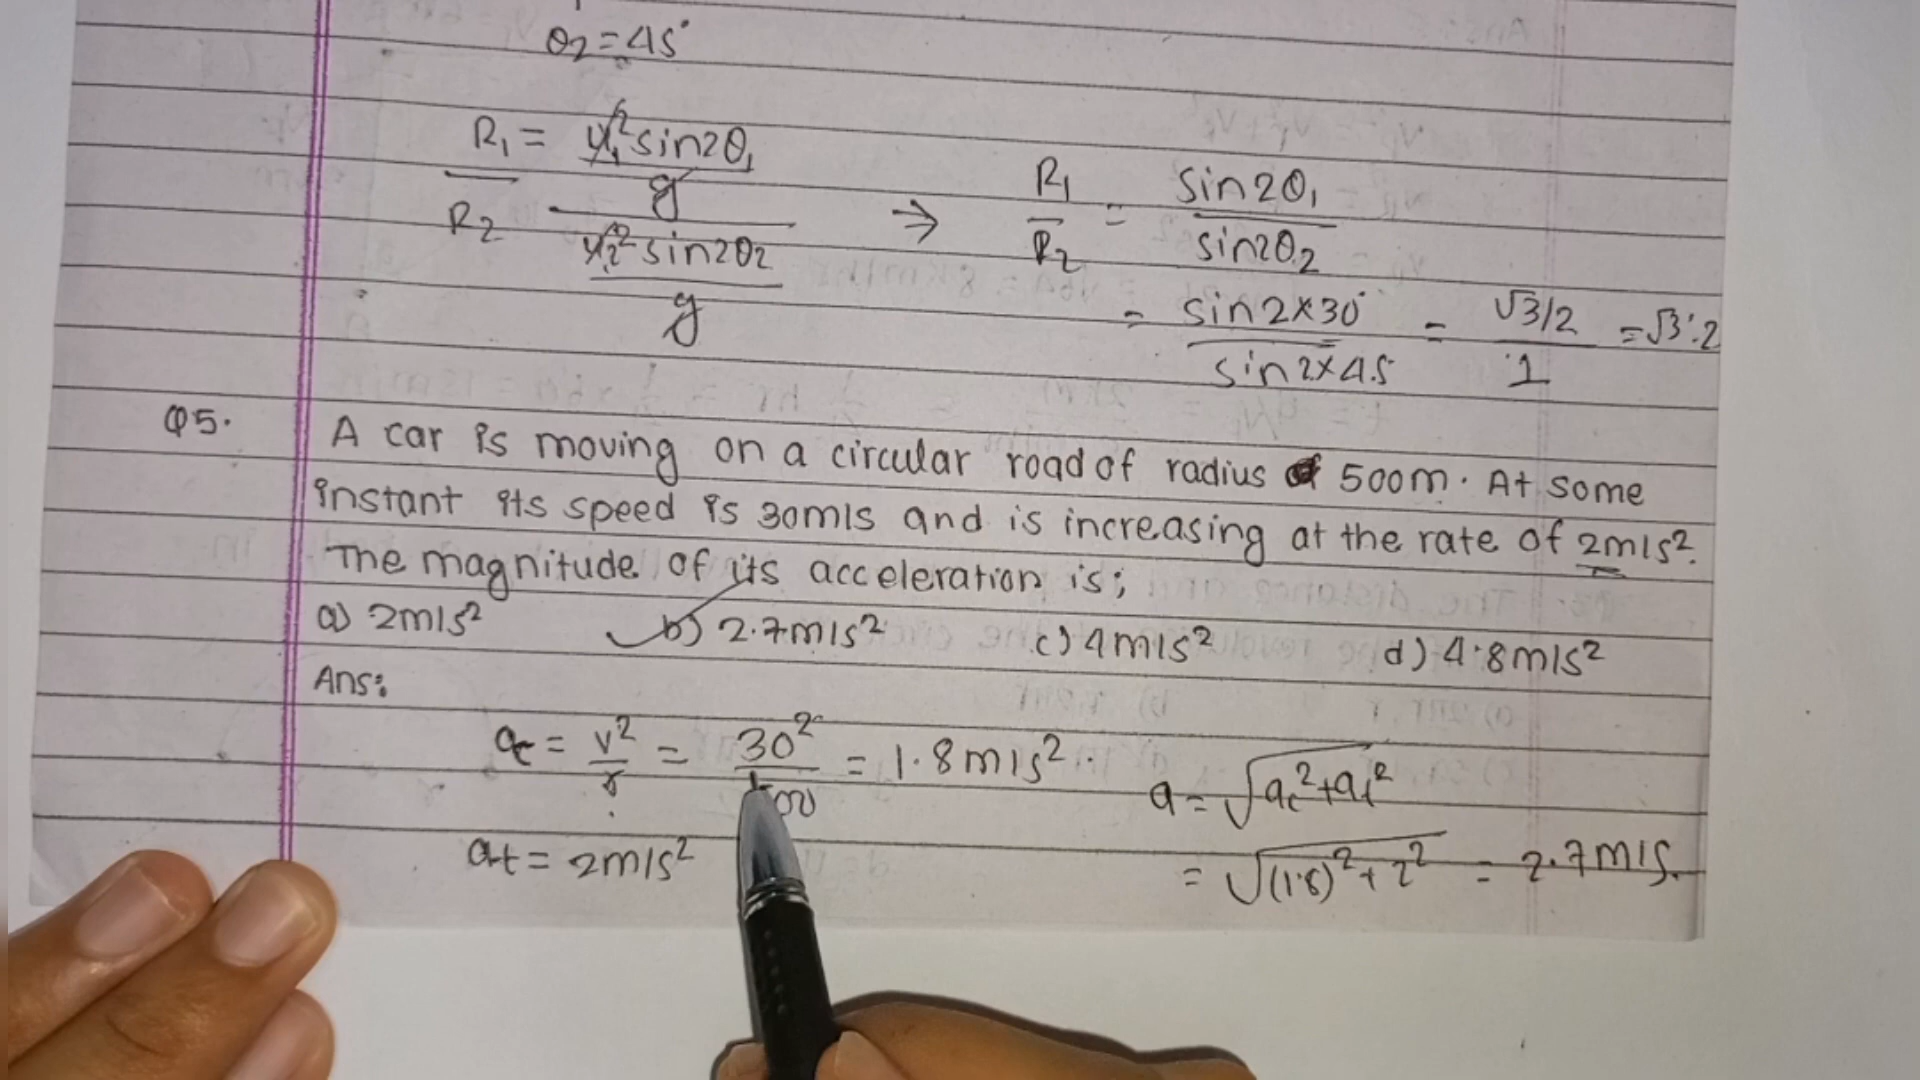 θ2 = 45°
R1 = u1² sin2θ1
g
R2 u2² sin2θ2
g
⇒ R1 = sin2θ1
R2 sin2θ2
= sin2×30° = √3/2 = √3:2
sin2×45 1
Q5. A car is moving on a circular road of radius 500m. At some
instant its speed is 30m/s and is increasing at the rate of 2m/s².
The magnitude of its acceleration is;
a) 2m/s² b) 2.7m/s² c) 4m/s² d) 4.8m/s²
Ans:
ac = v² = 30² = 1.8m/s².
r 500
a = √ac²+at²
at = 2m/s²
= √(1.8)²+2² = 2.7m/s.